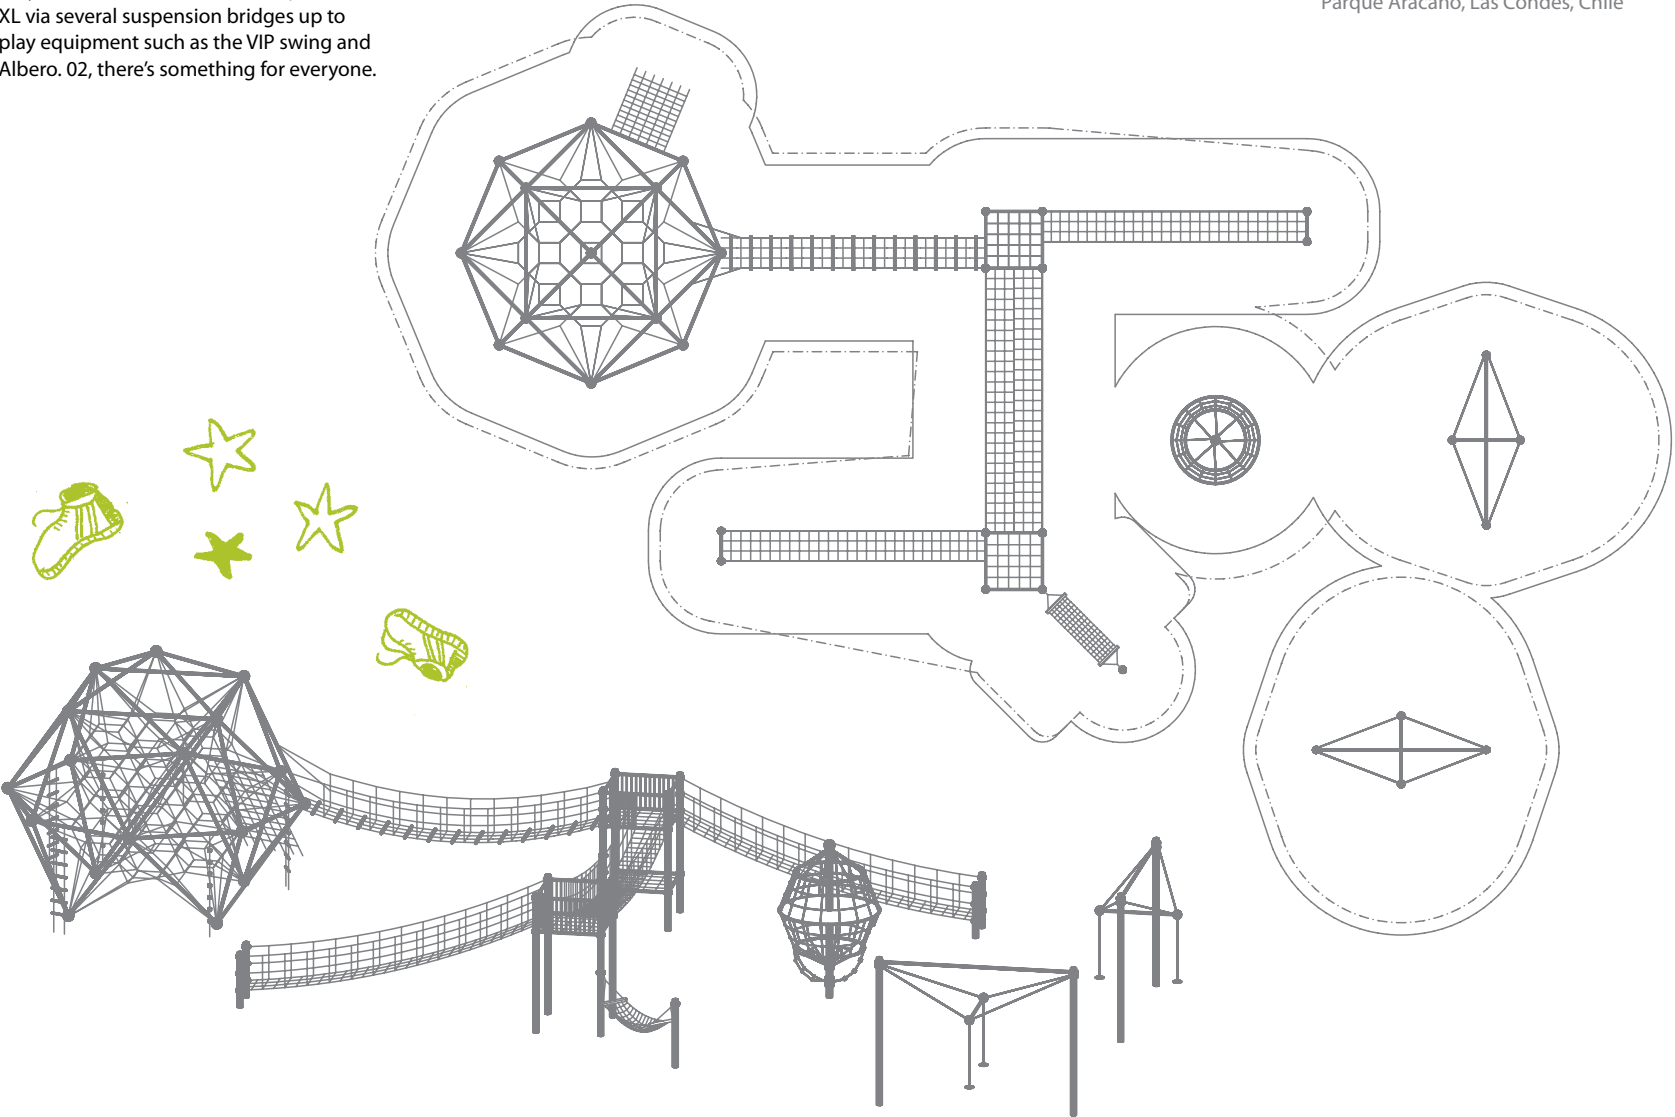 XL via several suspension bridges up to
play equipment such as the VIP swing and
Albero. 02, there's something for everyone.
Parque Aracano, Las Condes, Chile